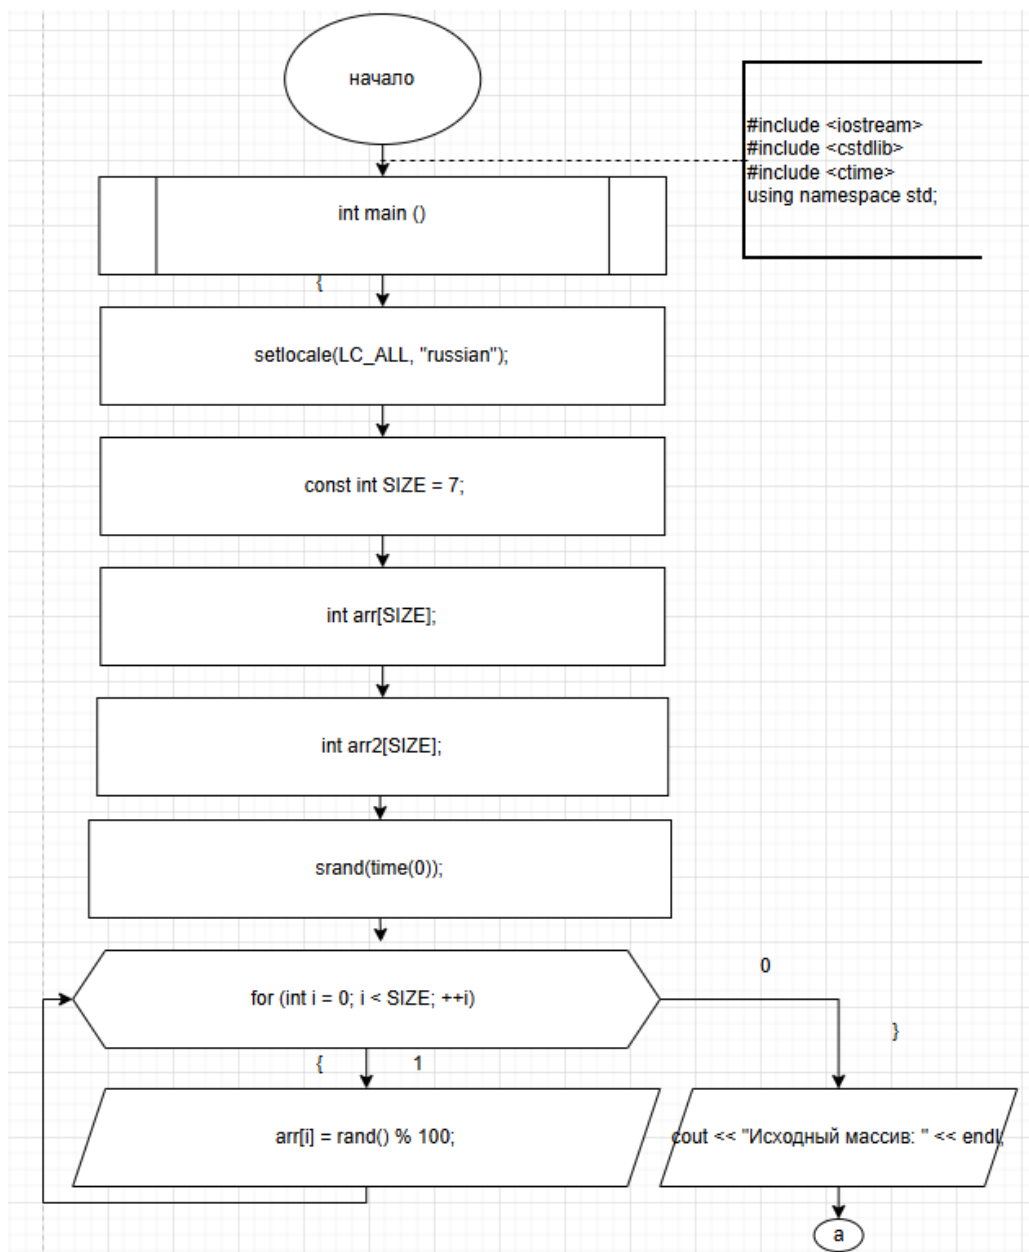 начало
#include <iostream>
#include <cstdlib>
#include <ctime>
using namespace std;
int main ()
{
setlocale(LC_ALL, "russian");
const int SIZE = 7;
int arr[SIZE];
int arr2[SIZE];
srand(time(0));
for (int i = 0; i < SIZE; ++i)
0
}
{
1
arr[i] = rand() % 100;
cout << "Исходный массив: " << endl;
a